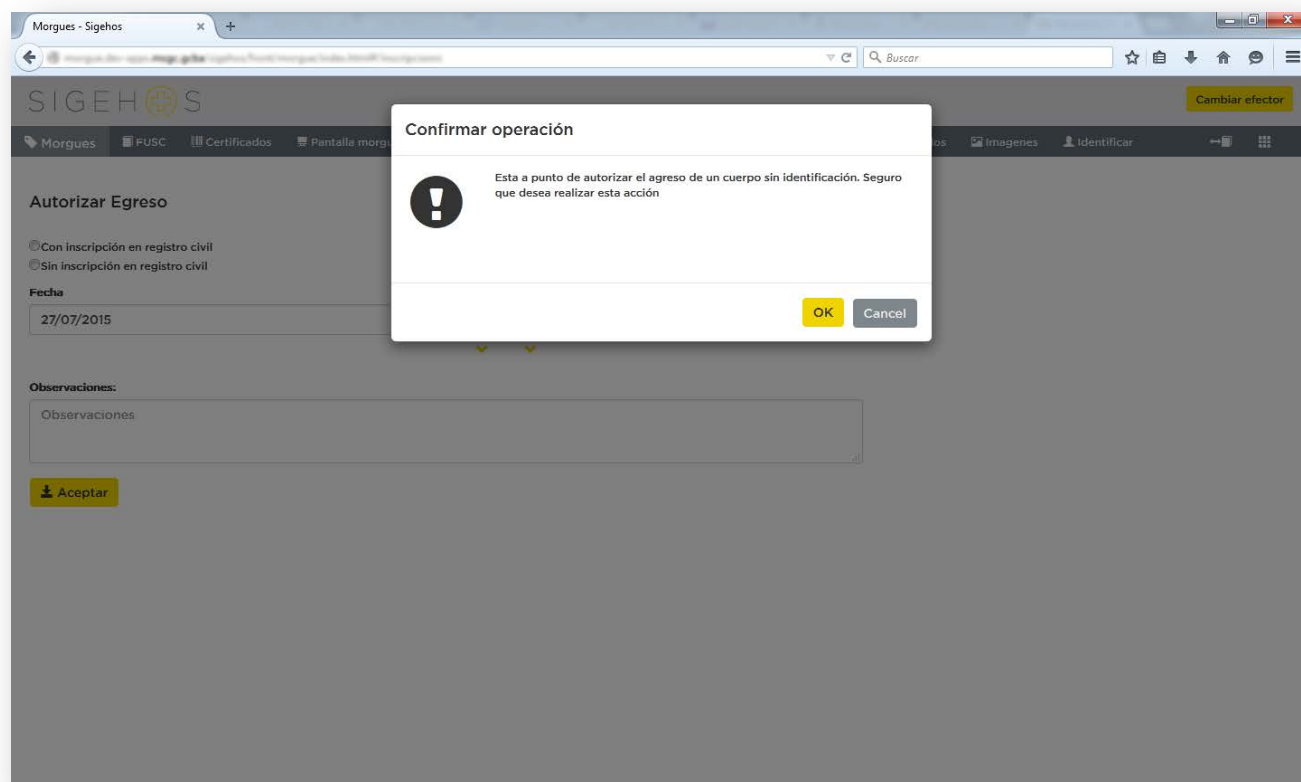 Morgues - Sigehos
Buscar
SIGEHOS
Cambiar efector
Morgues FUSC Certificados Pantalla Imagenes Identificar
Confirmar operación
Esta a punto de autorizar el agreso de un cuerpo sin identificación. Seguro
que desea realizar esta acción
OK Cancel
Autorizar Egreso
Con inscripción en registro civil
Sin inscripción en registro civil
Fecha
27/07/2015
Observaciones:
Observaciones
Aceptar